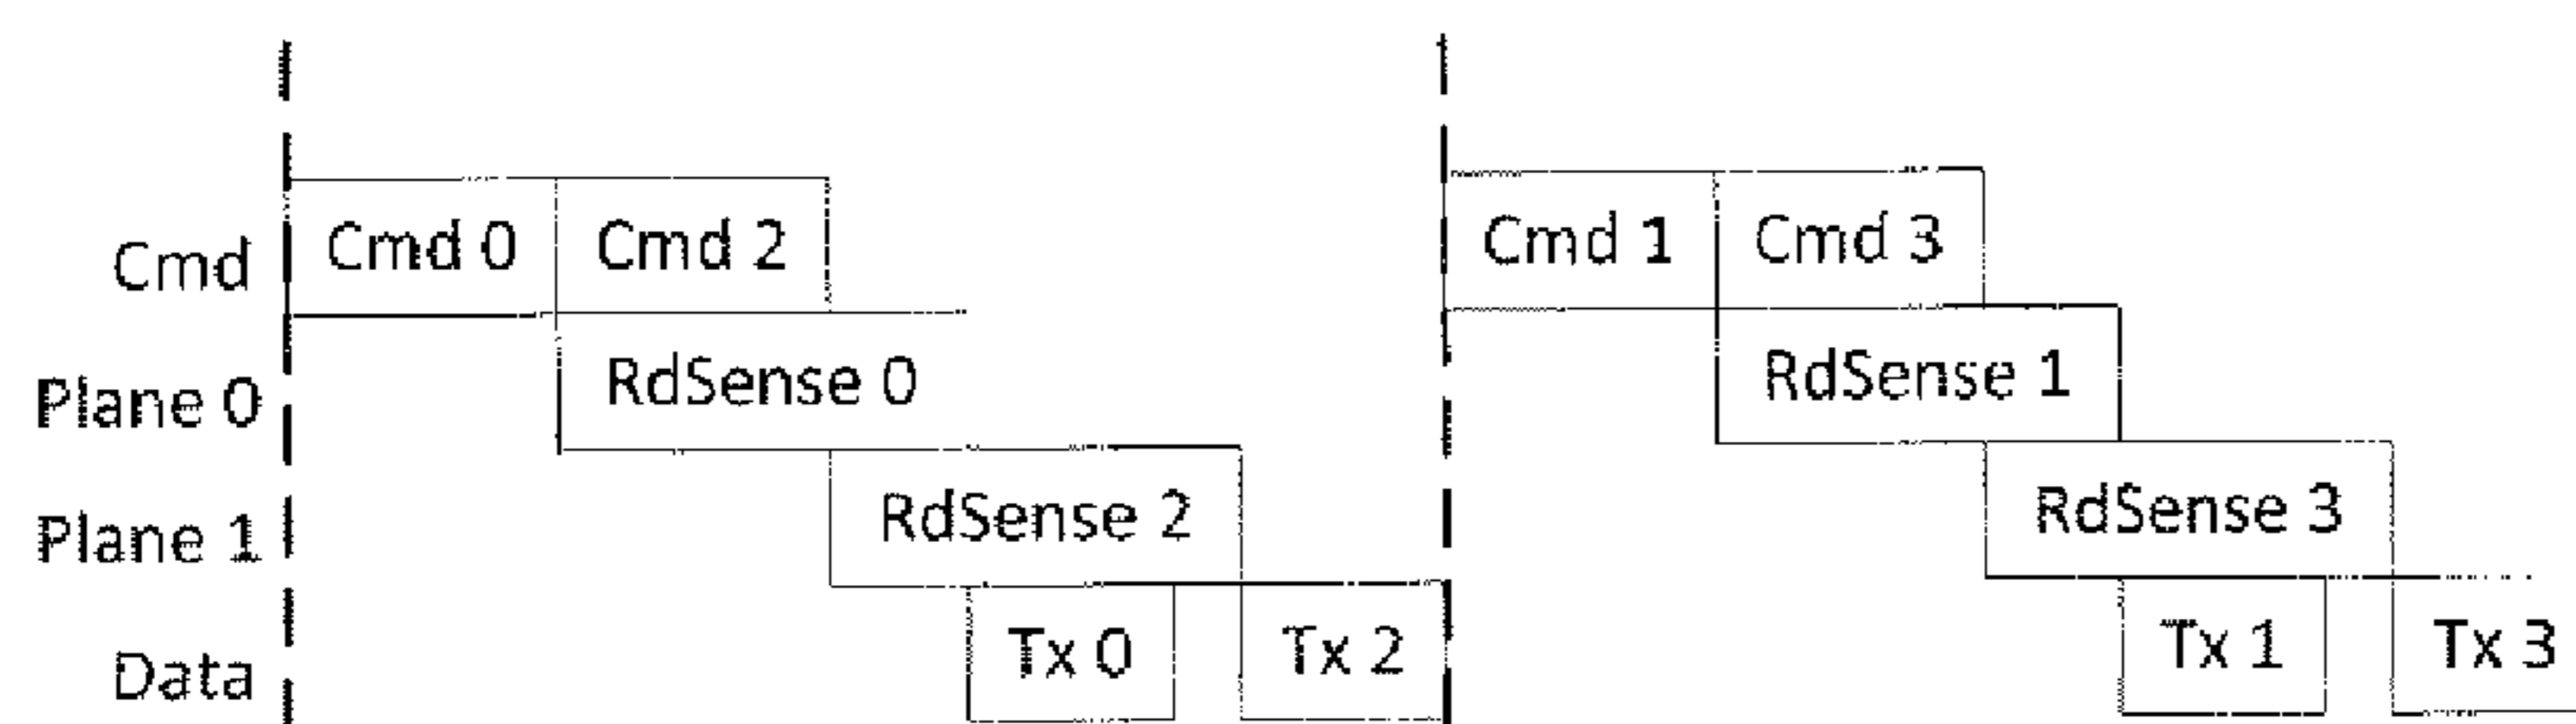 Cmd Cmd 0 Cmd 2 Cmd 1 Cmd 3
Plane 0 RdSense 0 RdSense 1
Plane 1 RdSense 2 RdSense 3
Data Tx 0 Tx 2 Tx 1 Tx 3